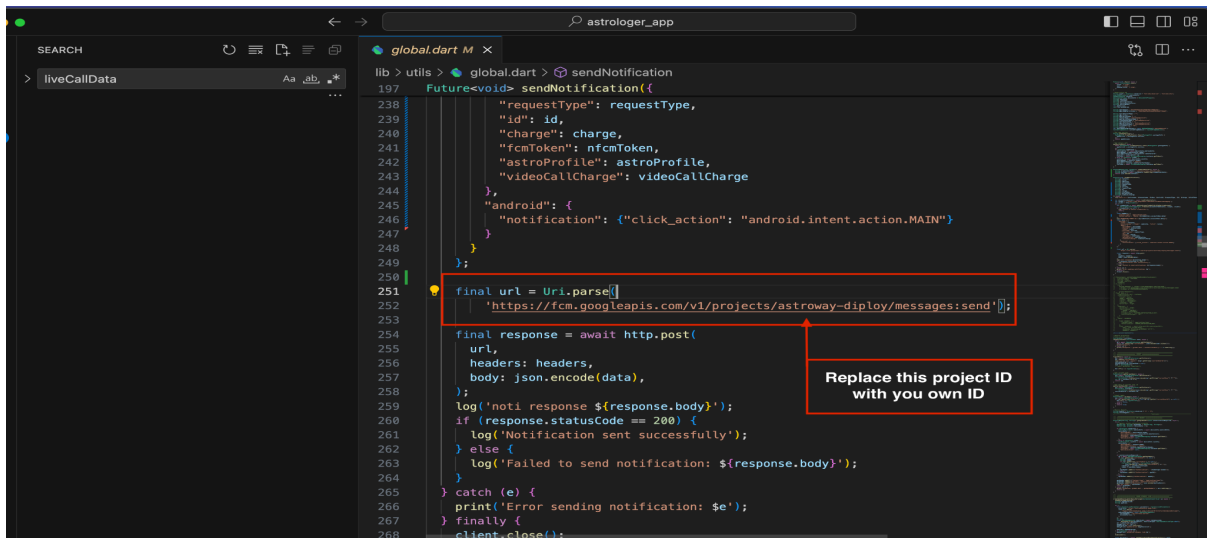 astrologer_app
SEARCH
global.dart M
liveCallData
Aa ab *
lib > utils > global.dart > sendNotification
197 Future<void> sendNotification({
238 "requestType": requestType,
239 "id": id,
240 "charge": charge,
241 "fcmToken": nfcmToken,
242 "astroProfile": astroProfile,
243 "videoCallCharge": videoCallCharge
244 },
245 "android": {
246 "notification": {"click_action": "android.intent.action.MAIN"}
247 }
248 }
249 };
250
251 final url = Uri.parse(
252 'https://fcm.googleapis.com/v1/projects/astroway-diploy/messages:send');
253
254 final response = await http.post(
255 url,
256 headers: headers,
257 body: json.encode(data),
258 );
259 log('noti response ${response.body}');
260 if (response.statusCode == 200) {
261 log('Notification sent successfully');
262 } else {
263 log('Failed to send notification: ${response.body}');
264 }
265 } catch (e) {
266 print('Error sending notification: $e');
267 } finally {
268 client.close();
Replace this project ID
with you own ID